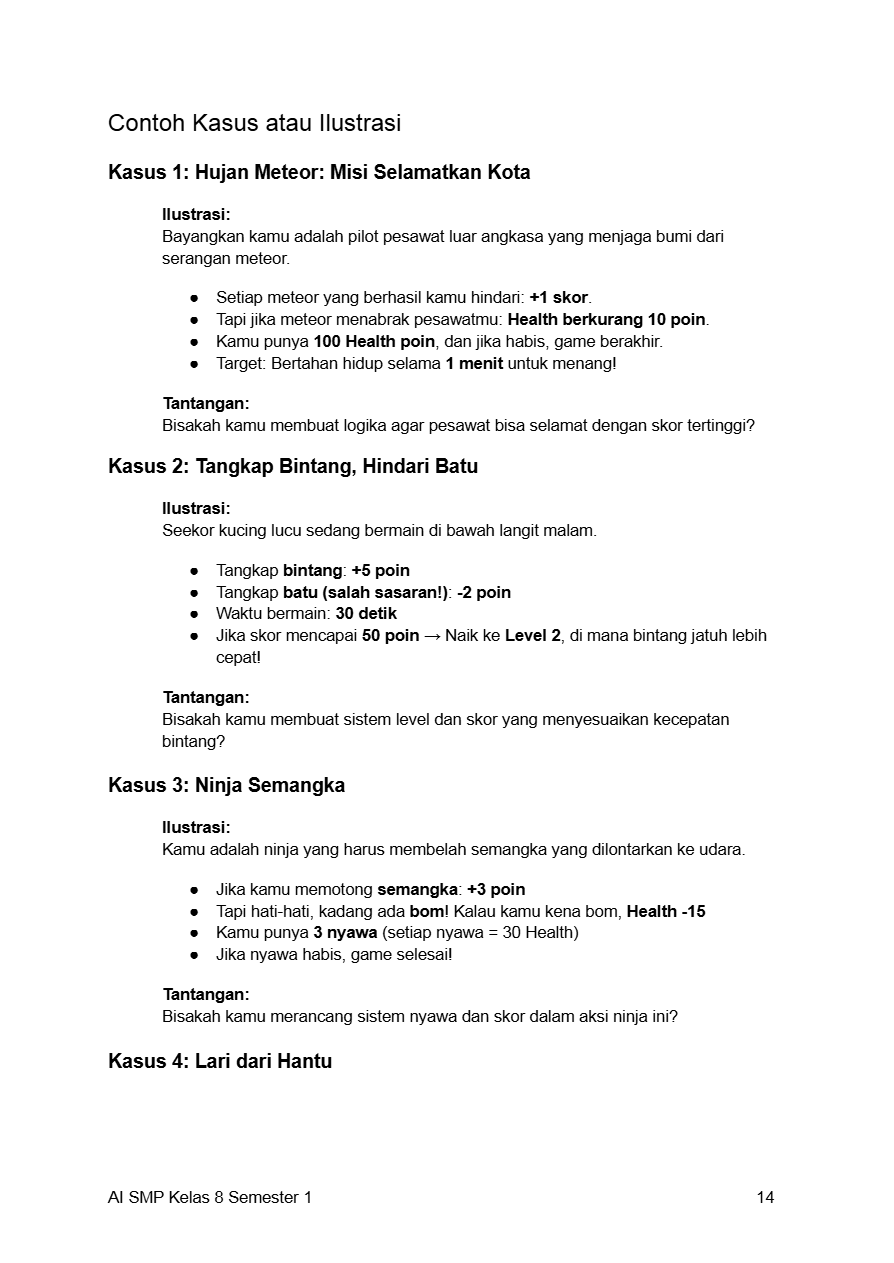 Contoh Kasus atau Ilustrasi
Kasus 1: Hujan Meteor: Misi Selamatkan Kota
Ilustrasi:
Bayangkan kamu adalah pilot pesawat luar angkasa yang menjaga bumi dari
serangan meteor.
● Setiap meteor yang berhasil kamu hindari: +1 skor.
● Tapi jika meteor menabrak pesawatmu: Health berkurang 10 poin.
● Kamu punya 100 Health poin, dan jika habis, game berakhir.
● Target: Bertahan hidup selama 1 menit untuk menang!
Tantangan:
Bisakah kamu membuat logika agar pesawat bisa selamat dengan skor tertinggi?
Kasus 2: Tangkap Bintang, Hindari Batu
Ilustrasi:
Seekor kucing lucu sedang bermain di bawah langit malam.
● Tangkap bintang: +5 poin
● Tangkap batu (salah sasaran!): -2 poin
● Waktu bermain: 30 detik
● Jika skor mencapai 50 poin → Naik ke Level 2, di mana bintang jatuh lebih
cepat!
Tantangan:
Bisakah kamu membuat sistem level dan skor yang menyesuaikan kecepatan
bintang?
Kasus 3: Ninja Semangka
Ilustrasi:
Kamu adalah ninja yang harus membelah semangka yang dilontarkan ke udara.
● Jika kamu memotong semangka: +3 poin
● Tapi hati-hati, kadang ada bom! Kalau kamu kena bom, Health -15
● Kamu punya 3 nyawa (setiap nyawa = 30 Health)
● Jika nyawa habis, game selesai!
Tantangan:
Bisakah kamu merancang sistem nyawa dan skor dalam aksi ninja ini?
Kasus 4: Lari dari Hantu
AI SMP Kelas 8 Semester 1 14